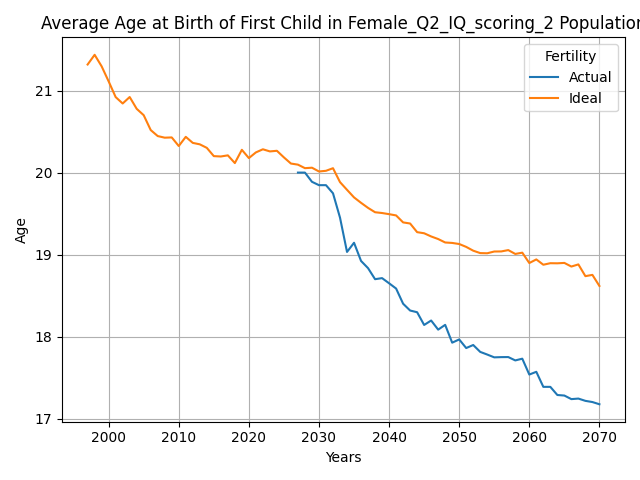 Average Age at Birth of First Child in Female_Q2_IQ_scoring_2 Population
Fertility
Actual
Ideal
Age
21
20
19
18
17
2000 2010 2020 2030 2040 2050 2060 2070
Years